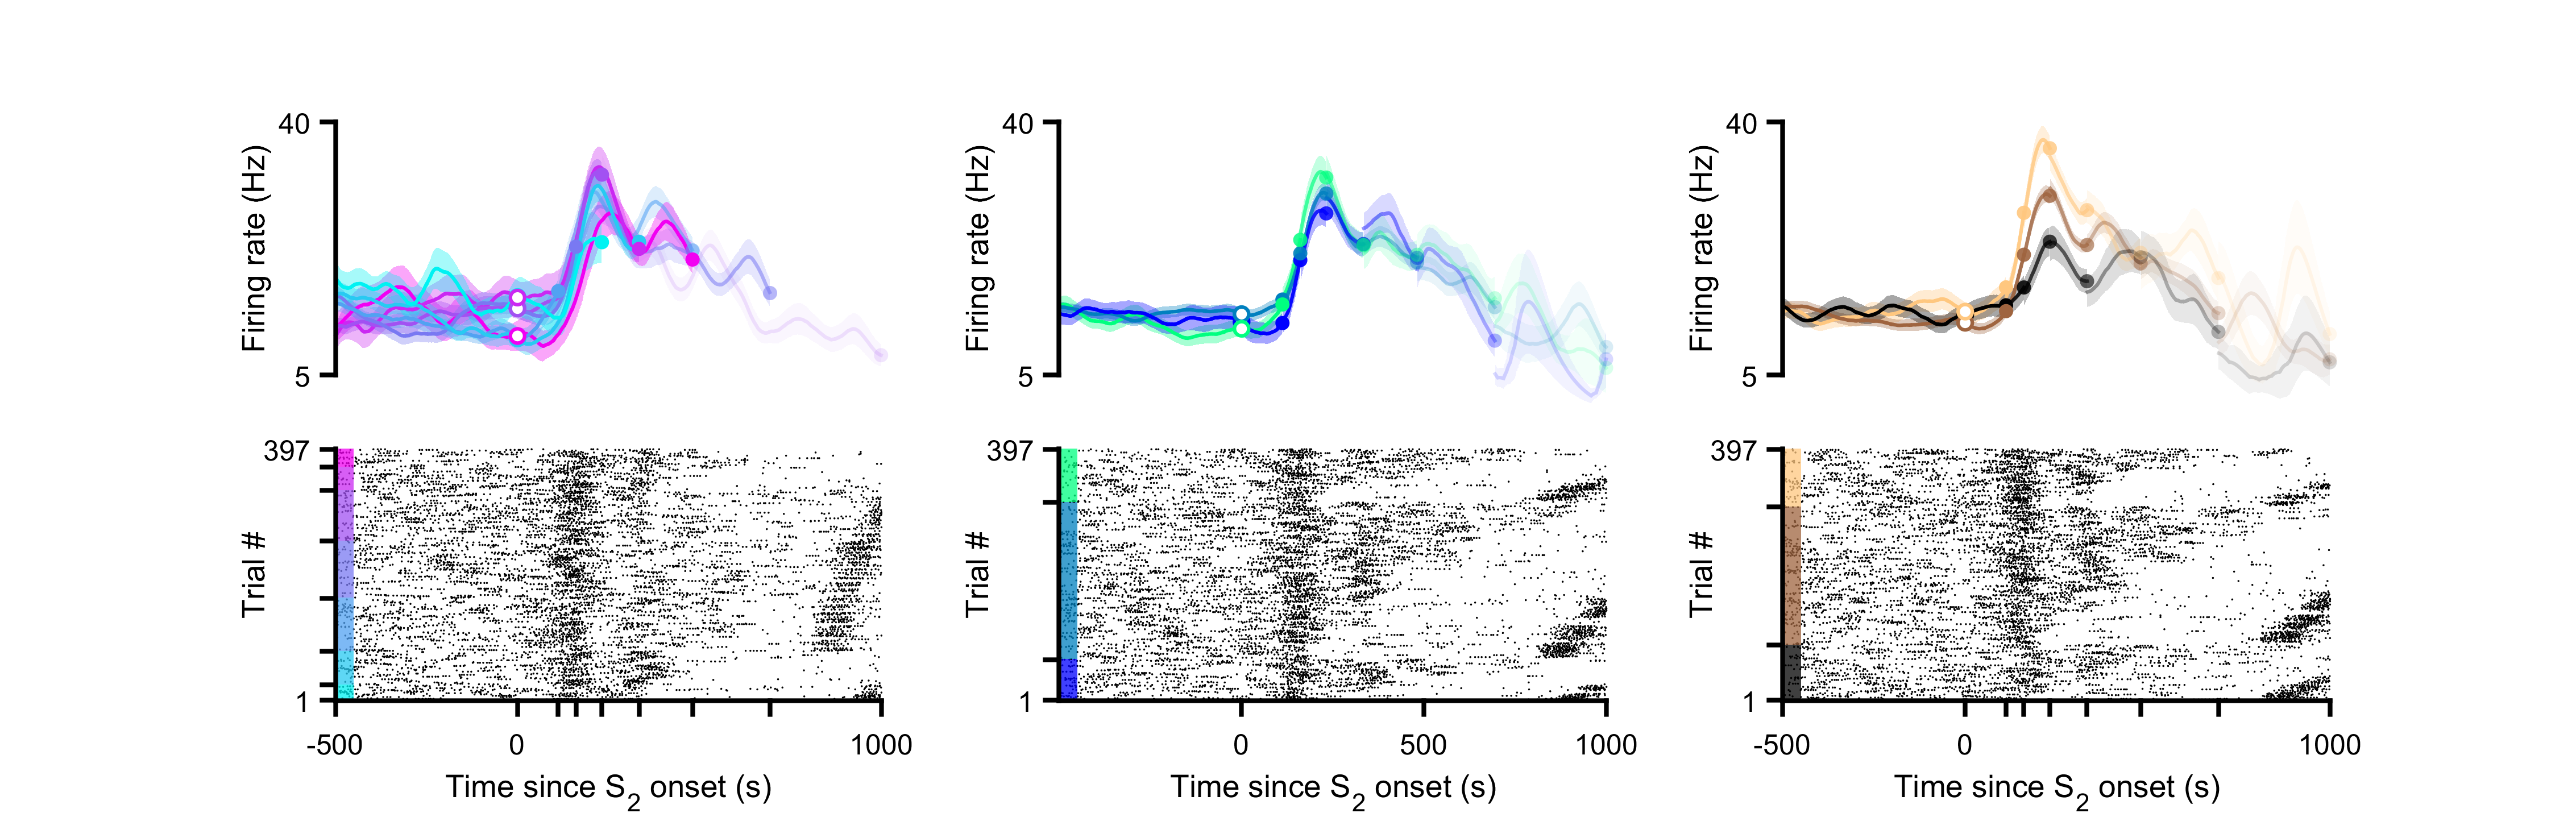 40
Firing rate (Hz)
5
397
Trial #
1
-500
0
1000
Time since S2 onset (s)
40
Firing rate (Hz)
5
397
Trial #
1
0
500
1000
Time since S2 onset (s)
40
Firing rate (Hz)
5
397
Trial #
1
-500
0
1000
Time since S2 onset (s)